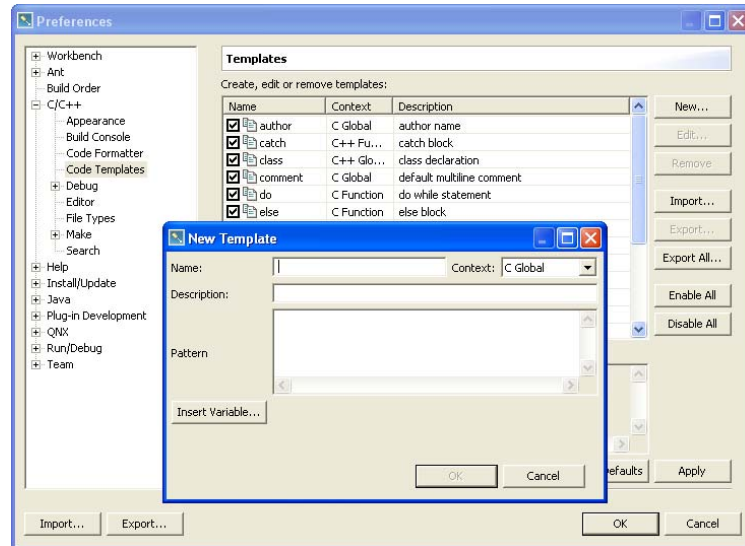 Preferences
Workbench
Ant
Build Order
C/C++
Appearance
Build Console
Code Formatter
Code Templates
Debug
Editor
File Types
Make
Search
Help
Install/Update
Java
Plug-in Development
QNX
Run/Debug
Team
Templates
Create, edit or remove templates:
Name Context Description
author C Global author name
catch C++ Fu... catch block
class C++ Glo... class declaration
comment C Global default multiline comment
do C Function do while statement
else C Function else block
New...
Edit...
Remove
Import...
Export...
Export All...
Enable All
Disable All
New Template
Name: Context: C Global
Description:
Pattern
Insert Variable...
OK Cancel
efaults Apply
Import... Export... OK Cancel